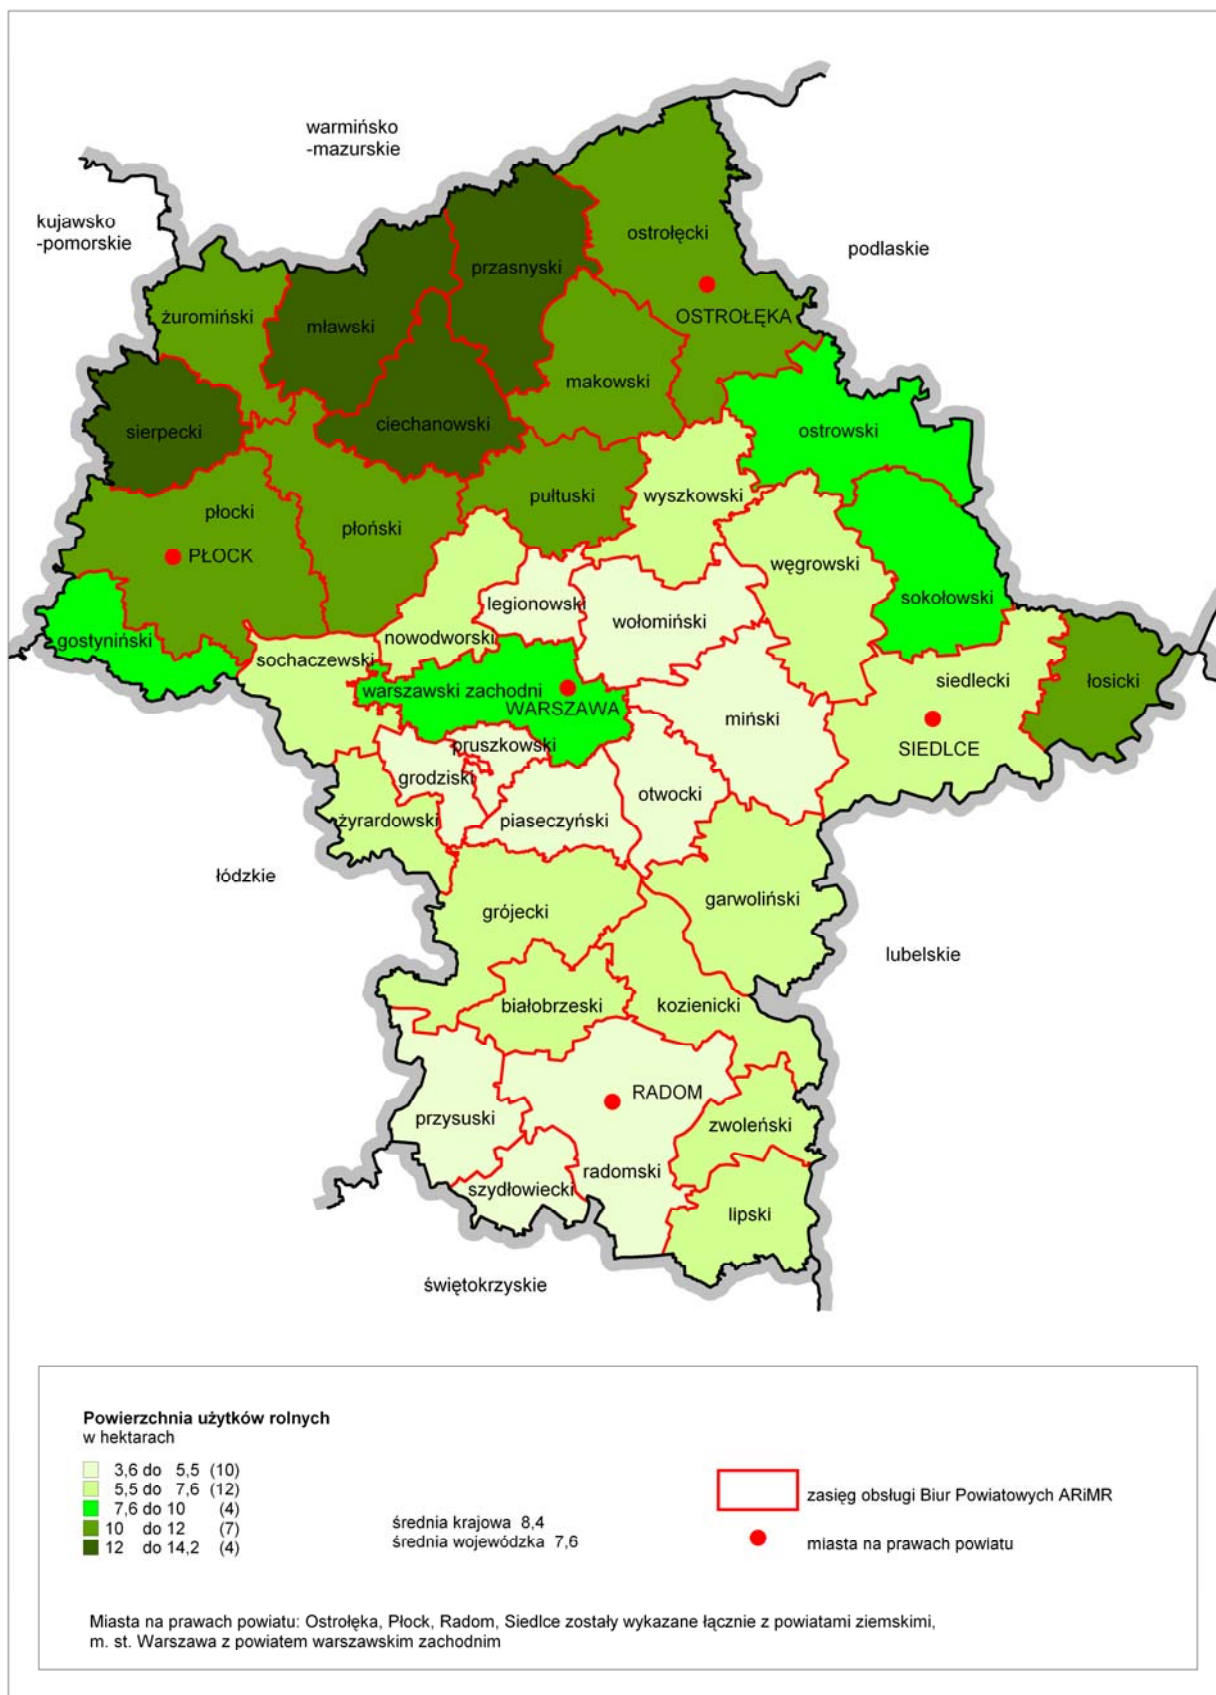 warmińsko
-mazurskie
kujawsko
-pomorskie
podlaskie
ostrołęcki
przasnyski
żuromiński
mławski
OSTROŁĘKA
makowski
sierpecki
ciechanowski
ostrowski
płocki
płoński
pułtuski
wyszkowski
PŁOCK
węgrowski
sokołowski
legionowski
wołomiński
gostyniński
nowodworski
sochaczewski
siedlecki
łosicki
warszawski zachodni
WARSZAWA
miński
SIEDLCE
pruszkowski
grodziski
otwocki
żyrardowski
piaseczyński
łódzkie
grójecki
garwoliński
lubelskie
białobrzeski
kozienicki
RADOM
przysuski
zwoleński
radomski
szydłowiecki
lipski
świętokrzyskie
Powierzchnia użytków rolnych
w hektarach
3,6 do 5,5 (10)
5,5 do 7,6 (12)
7,6 do 10 (4)
10 do 12 (7)
12 do 14,2 (4)
średnia krajowa 8,4
średnia wojewódzka 7,6
zasięg obsługi Biur Powiatowych ARiMR
miasta na prawach powiatu
Miasta na prawach powiatu: Ostrołęka, Płock, Radom, Siedlce zostały wykazane łącznie z powiatami ziemskimi,
m. st. Warszawa z powiatem warszawskim zachodnim